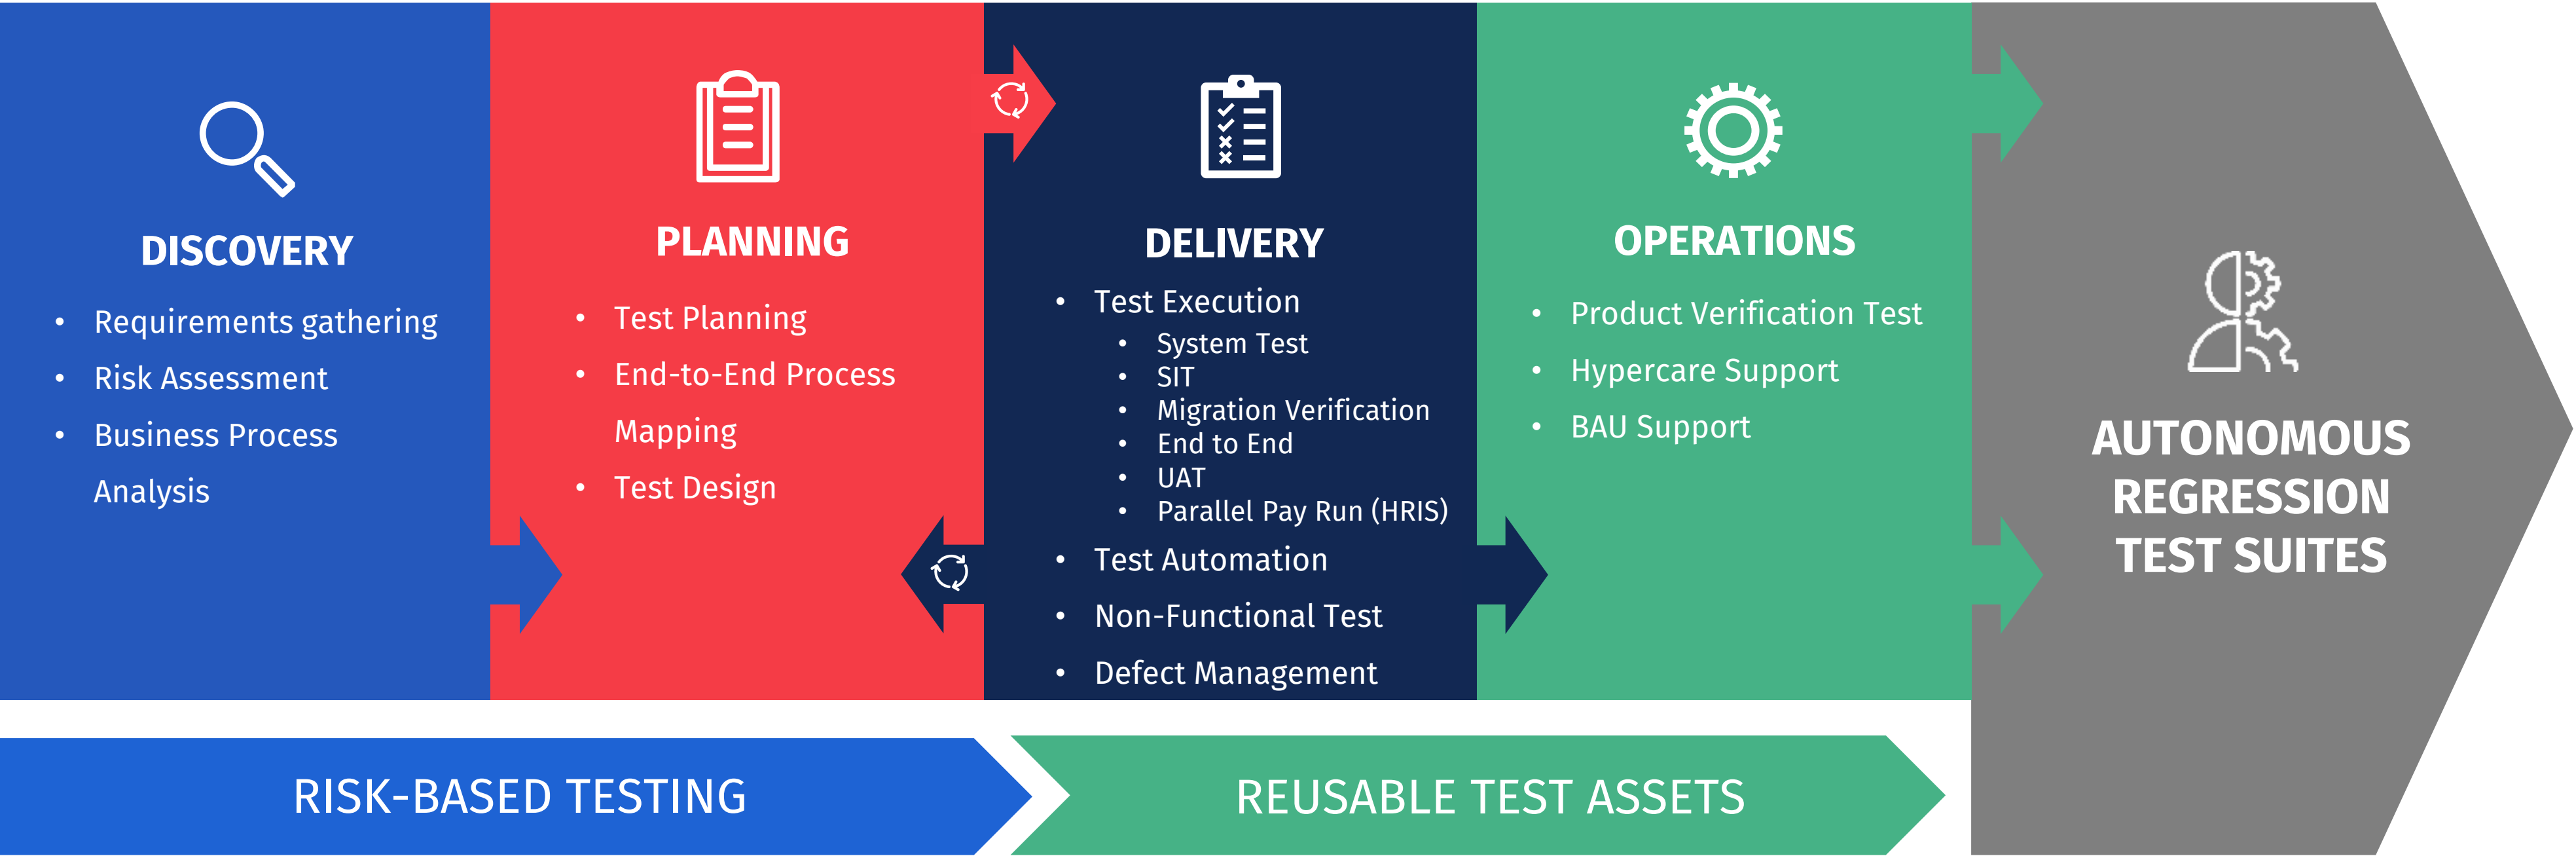 DISCOVERY
• Requirements gathering
• Risk Assessment
• Business Process
Analysis
PLANNING
• Test Planning
• End-to-End Process
Mapping
• Test Design
DELIVERY
• Test Execution
• System Test
• SIT
• Migration Verification
• End to End
• UAT
• Parallel Pay Run (HRIS)
• Test Automation
• Non-Functional Test
• Defect Management
OPERATIONS
• Product Verification Test
• Hypercare Support
• BAU Support
AUTONOMOUS
REGRESSION
TEST SUITES
RISK-BASED TESTING
REUSABLE TEST ASSETS